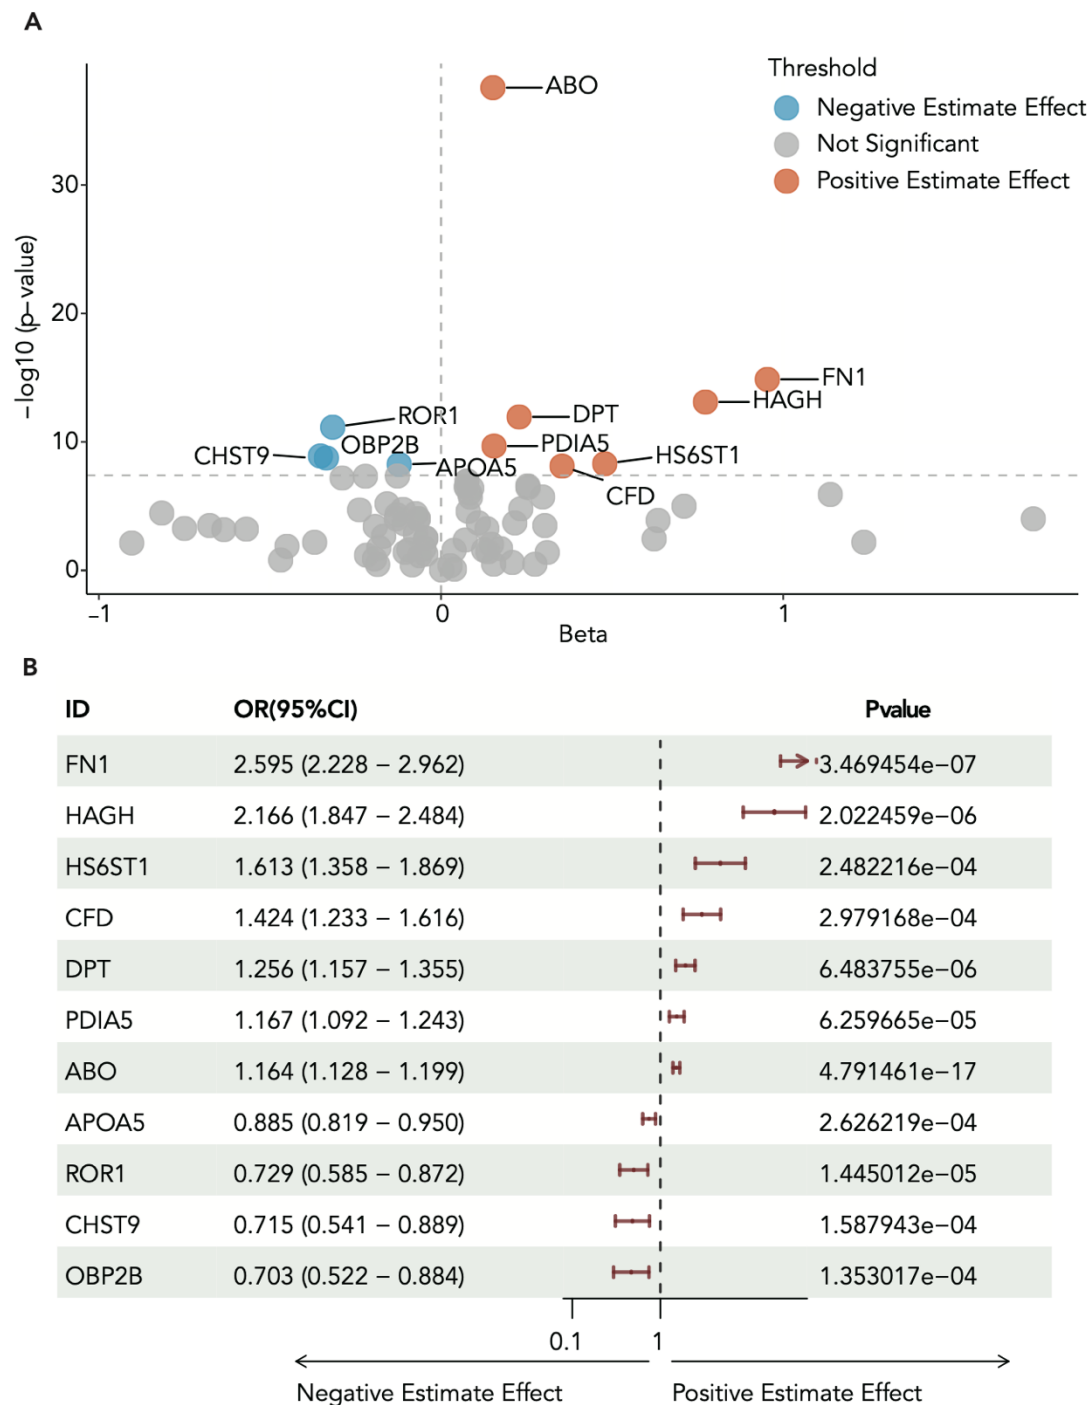 A
Threshold
Negative Estimate Effect
Not Significant
Positive Estimate Effect
ABO
FN1
HAGH
DPT
ROR1
OBP2B
CHST9
PDIA5
HS6ST1
APOA5
CFD
−log10 (p−value)
30
20
10
0
−1 0 1
Beta
B
ID OR(95%CI) Pvalue
FN1 2.595 (2.228 − 2.962) 3.469454e−07
HAGH 2.166 (1.847 − 2.484) 2.022459e−06
HS6ST1 1.613 (1.358 − 1.869) 2.482216e−04
CFD 1.424 (1.233 − 1.616) 2.979168e−04
DPT 1.256 (1.157 − 1.355) 6.483755e−06
PDIA5 1.167 (1.092 − 1.243) 6.259665e−05
ABO 1.164 (1.128 − 1.199) 4.791461e−17
APOA5 0.885 (0.819 − 0.950) 2.626219e−04
ROR1 0.729 (0.585 − 0.872) 1.445012e−05
CHST9 0.715 (0.541 − 0.889) 1.587943e−04
OBP2B 0.703 (0.522 − 0.884) 1.353017e−04
0.1 1
Negative Estimate Effect Positive Estimate Effect